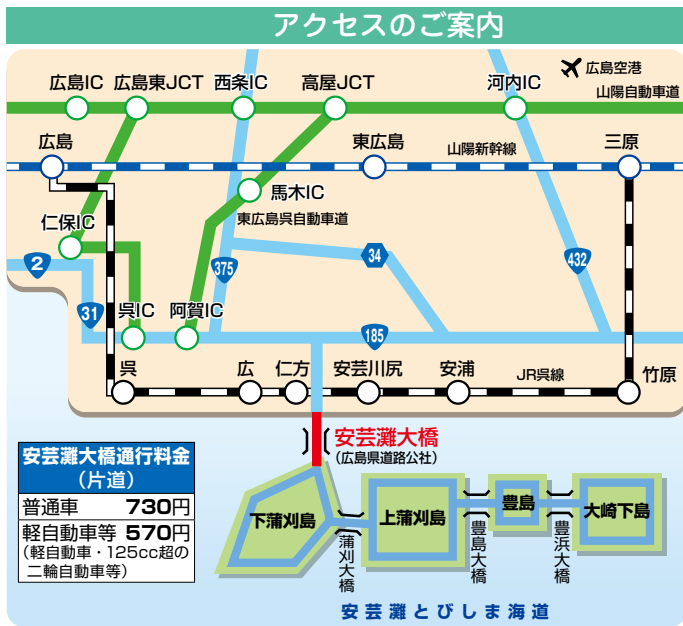 アクセスのご案内
広島空港
広島IC 広島東JCT 西条IC 高屋JCT 河内IC
山陽自動車道
広島 東広島 山陽新幹線 三原
馬木IC
仁保IC 東広島呉自動車道
2 375 34 432
31 呉IC 阿賀IC
185
呉 広 仁方 安芸川尻 安浦 JR呉線 竹原
安芸灘大橋
(広島県道路公社)
安芸灘大橋通行料金
(片道)
普通車 730円
軽自動車等 570円
(軽自動車・125cc超の
二輪自動車等)
下蒲刈島 上蒲刈島 豊島 大崎下島
蒲刈大橋 豊島大橋 豊浜大橋
安芸灘とびしま海道